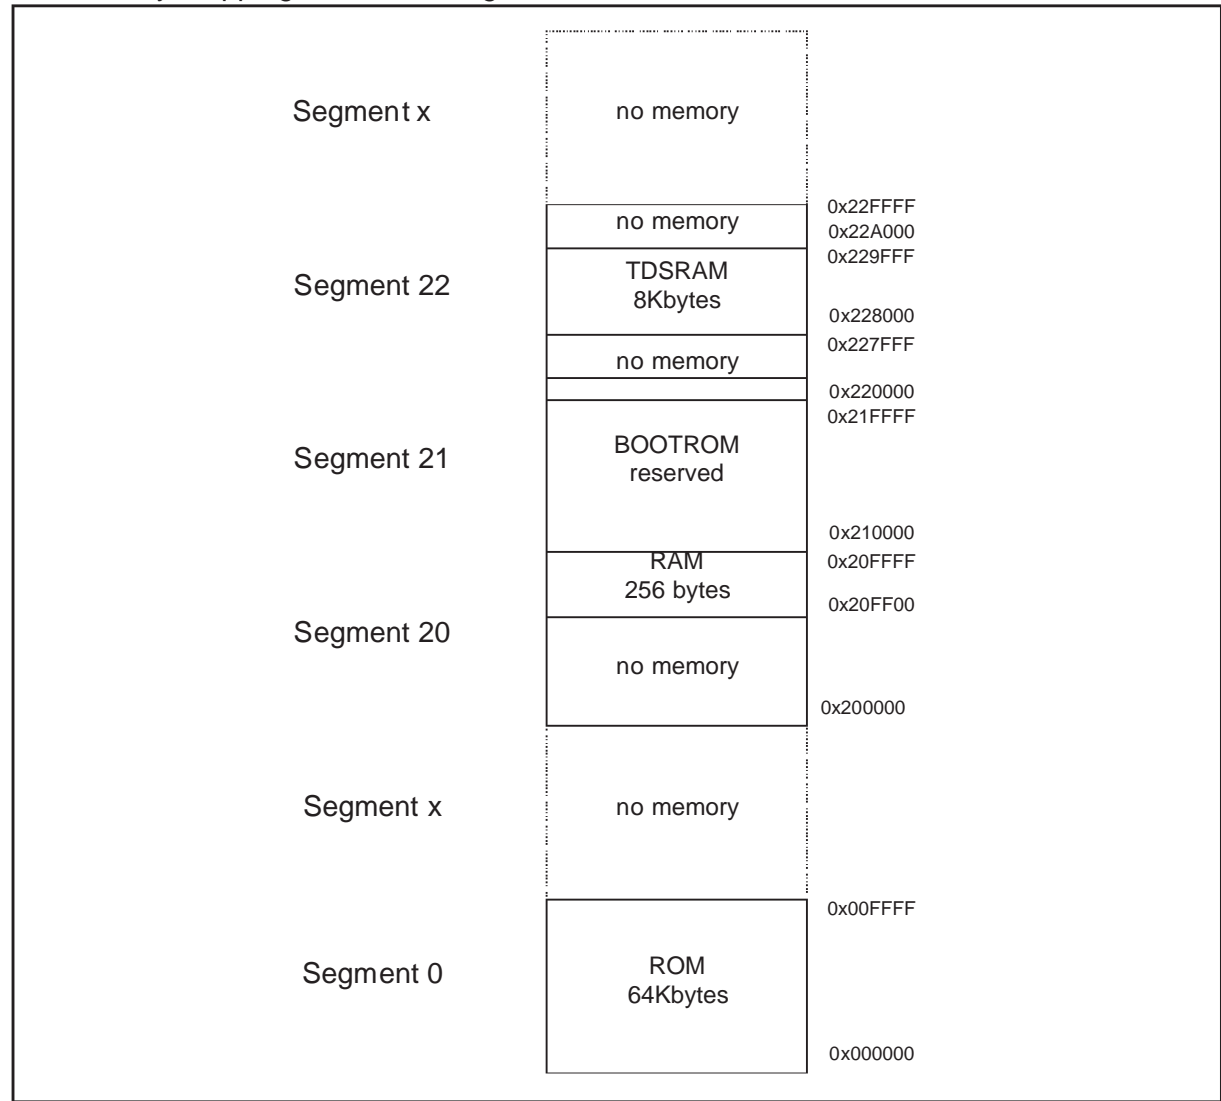 Segment x
no memory
0x22FFFF
no memory
0x22A000
0x229FFF
Segment 22
TDSRAM
8Kbytes
0x228000
0x227FFF
no memory
0x220000
0x21FFFF
Segment 21
BOOTROM
reserved
0x210000
RAM
256 bytes
0x20FFFF
0x20FF00
Segment 20
no memory
0x200000
Segment x
no memory
0x00FFFF
Segment 0
ROM
64Kbytes
0x000000